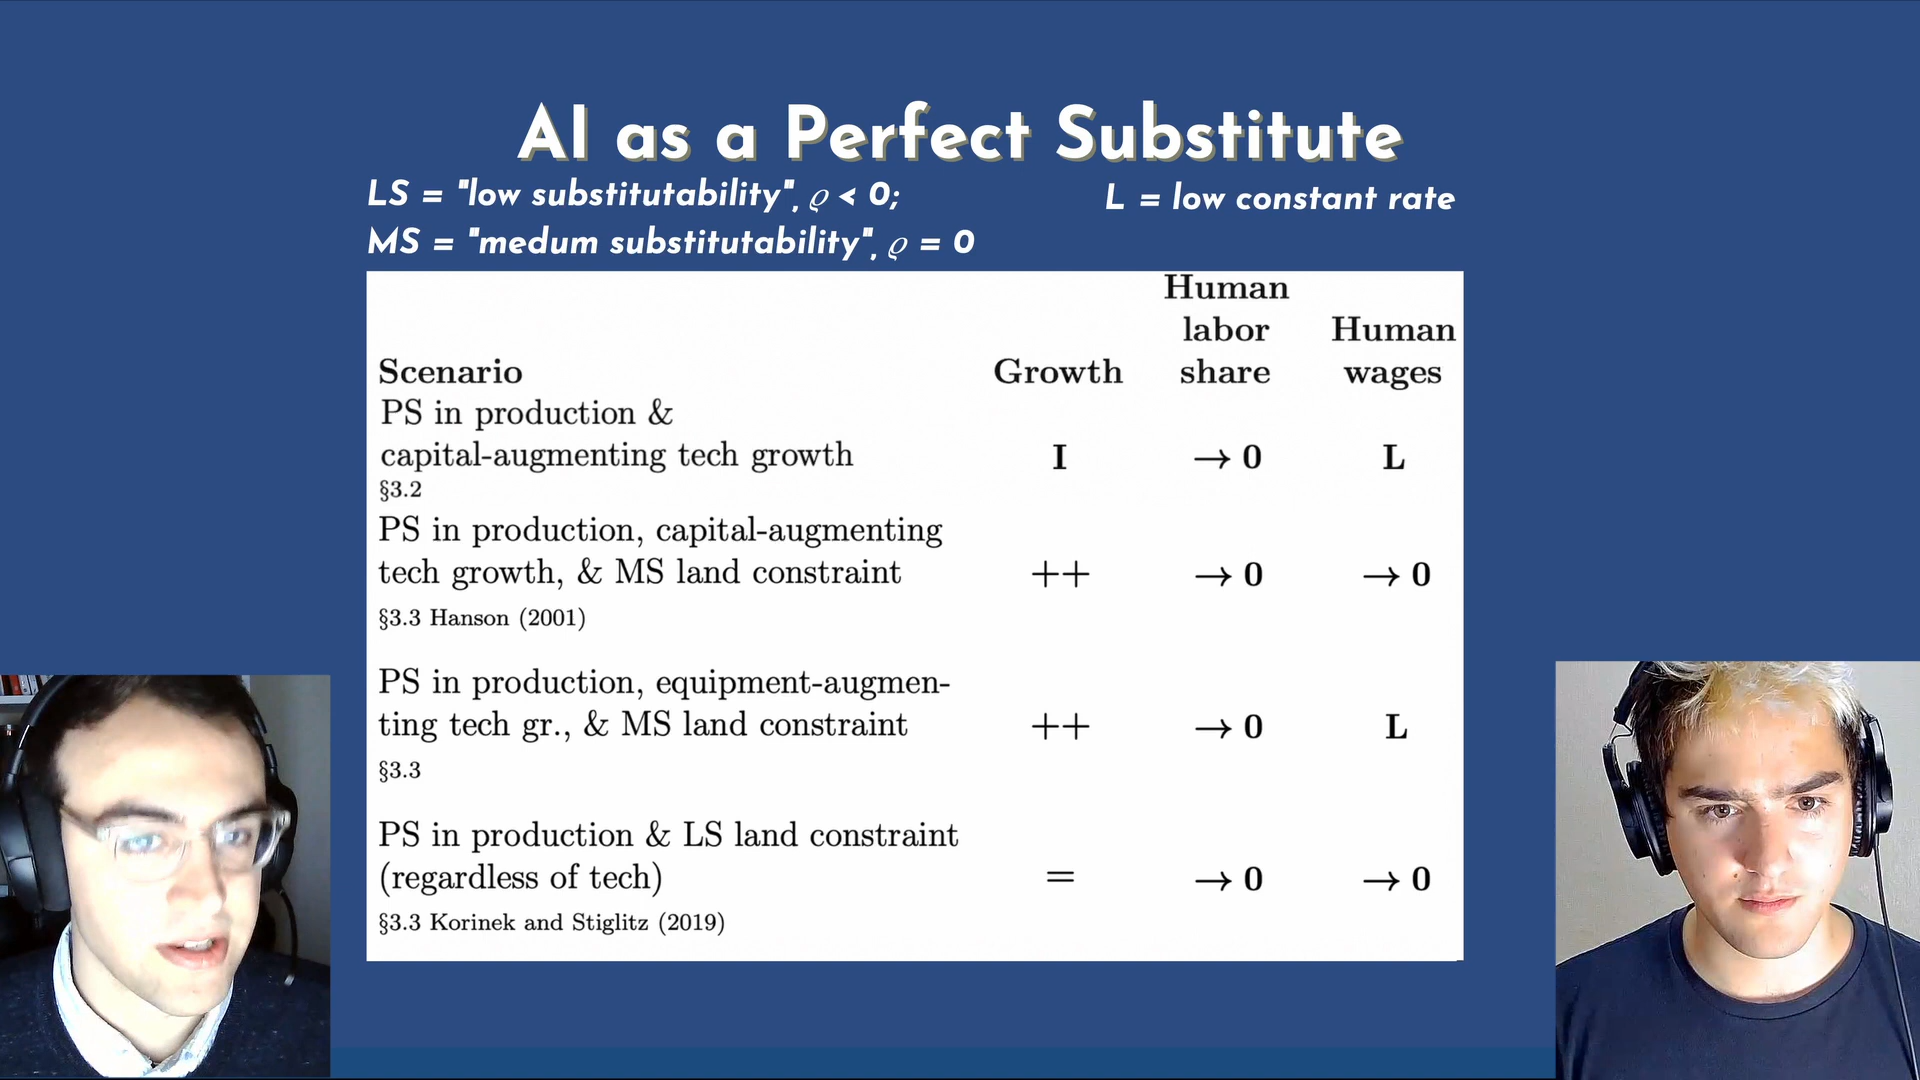 AI as a Perfect Substitute
LS = "low substitutability", ϱ < 0;
L = low constant rate
MS = "medum substitutability", ϱ = 0
Human
labor
Human
Scenario
Growth
share
wages
PS in production &
capital-augmenting tech growth
I
→ 0
L
§3.2
PS in production, capital-augmenting
tech growth, & MS land constraint
++
→ 0
→ 0
§3.3 Hanson (2001)
PS in production, equipment-augmen-
ting tech gr., & MS land constraint
++
→ 0
L
§3.3
PS in production & LS land constraint
(regardless of tech)
=
→ 0
→ 0
§3.3 Korinek and Stiglitz (2019)